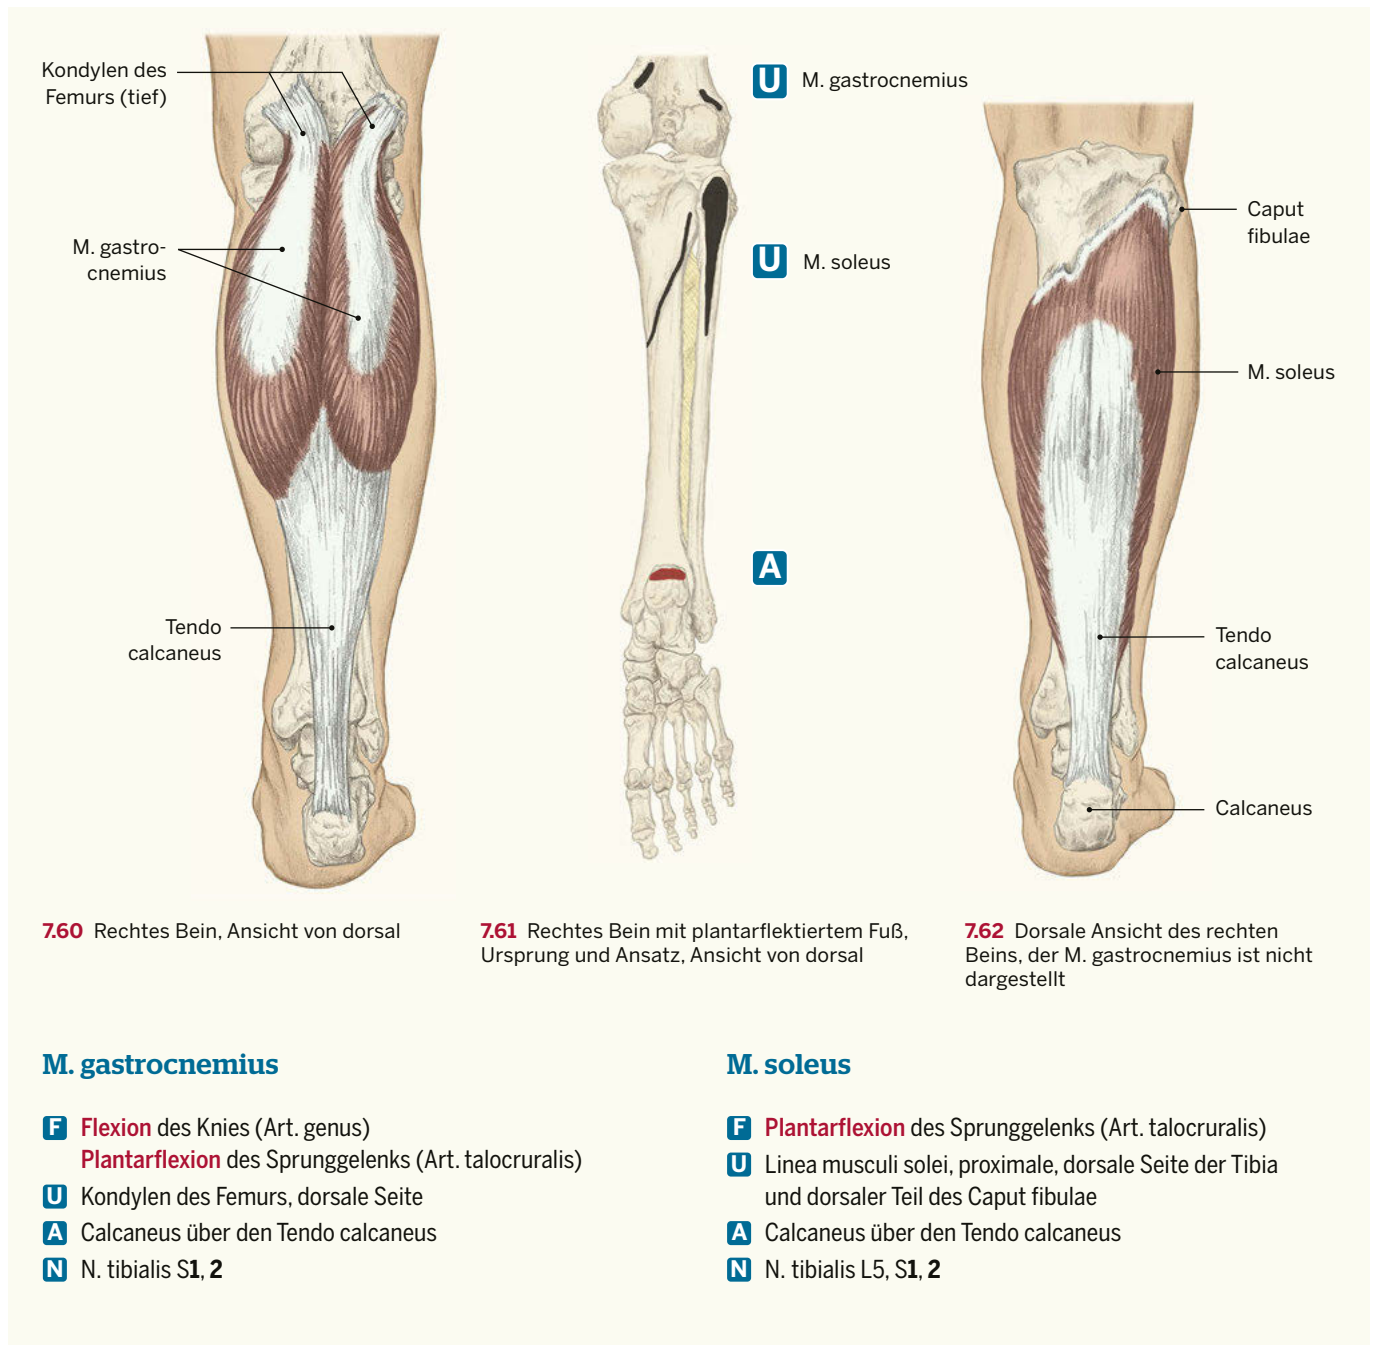 Kondylen des
Femurs (tief)
M. gastro-
cnemius
Tendo
calcaneus
U M. gastrocnemius
U M. soleus
A
Caput
fibulae
M. soleus
Tendo
calcaneus
Calcaneus
7.60 Rechtes Bein, Ansicht von dorsal
7.61 Rechtes Bein mit plantarflektiertem Fuß,
Ursprung und Ansatz, Ansicht von dorsal
7.62 Dorsale Ansicht des rechten
Beins, der M. gastrocnemius ist nicht
dargestellt
M. gastrocnemius
F Flexion des Knies (Art. genus)
Plantarflexion des Sprunggelenks (Art. talocruralis)
U Kondylen des Femurs, dorsale Seite
A Calcaneus über den Tendo calcaneus
N N. tibialis S1, 2
M. soleus
F Plantarflexion des Sprunggelenks (Art. talocruralis)
U Linea musculi solei, proximale, dorsale Seite der Tibia
und dorsaler Teil des Caput fibulae
A Calcaneus über den Tendo calcaneus
N N. tibialis L5, S1, 2